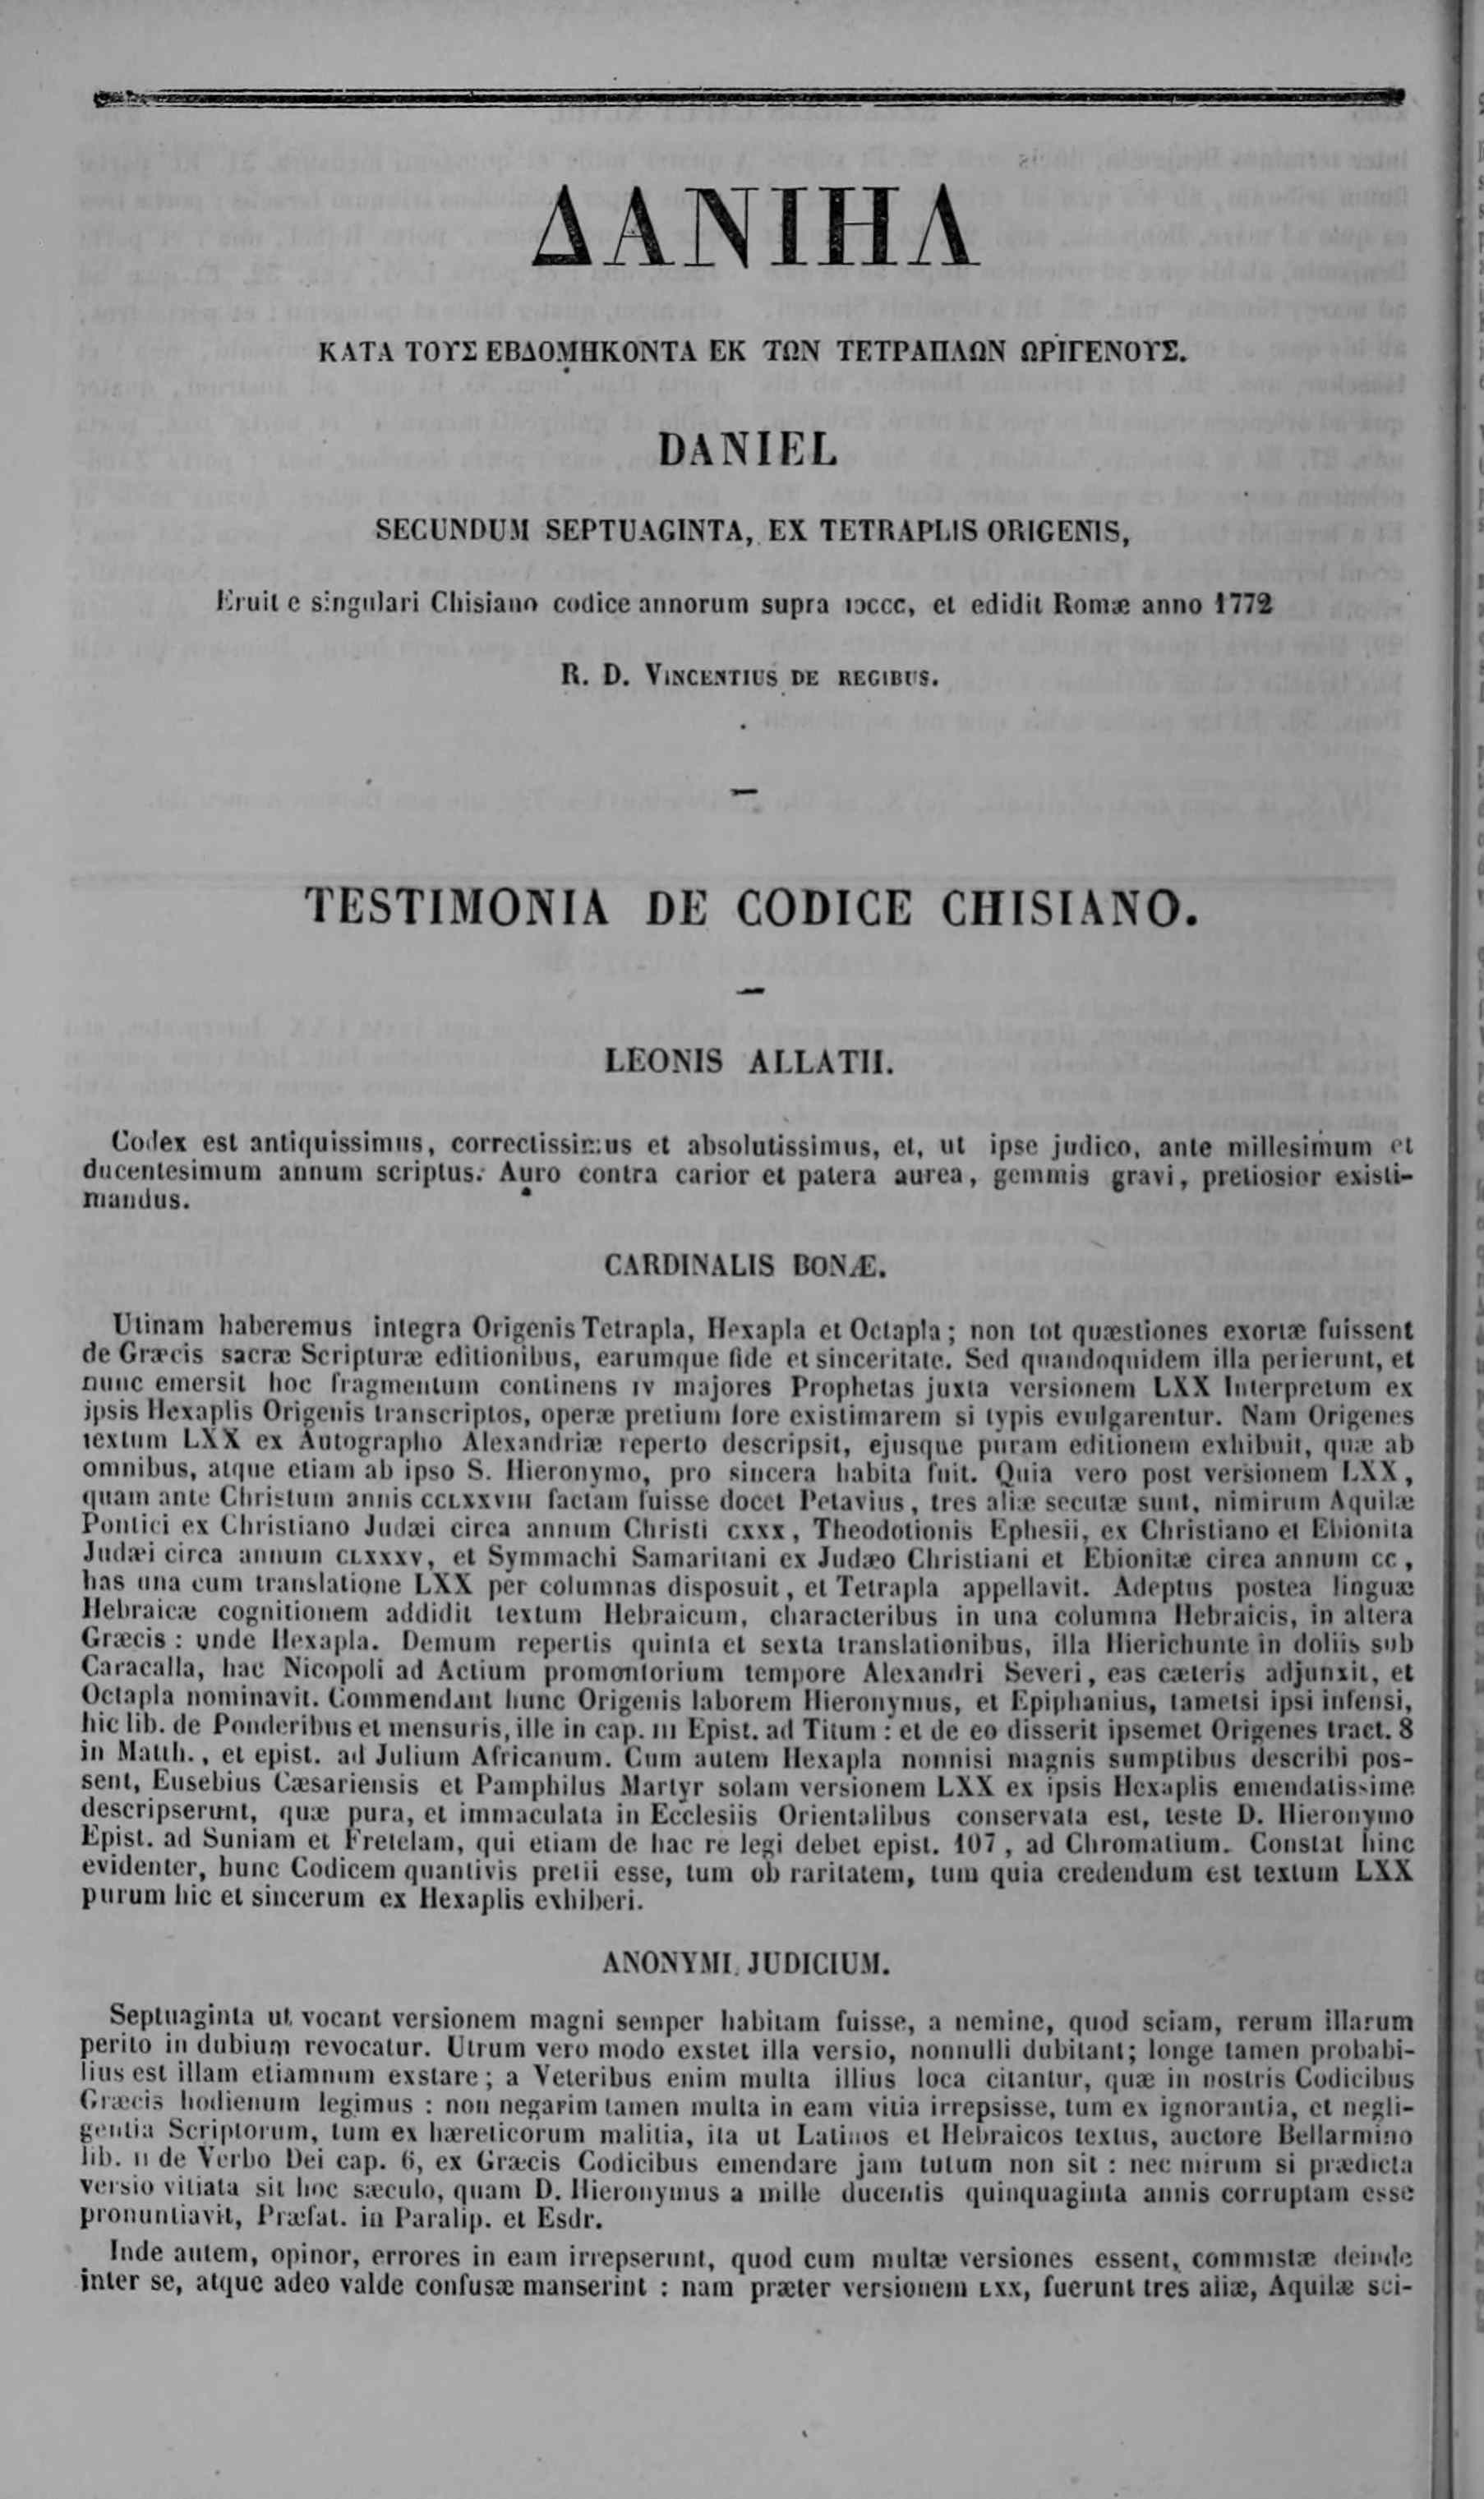 ΔΑΝΙΗΛ
ΚΑΤΑ ΤΟΥΣ ΕΒΔΟΜΗΚΟΝΤΑ ΕΚ ΤΩΝ ΤΕΤΡΑΠΛΩΝ ΩΡΙΓΕΝΟΥΣ.
DANIEL
SECUNDUM SEPTUAGINTA, EX TETRAPLIS ORIGENIS,
Eruit e singulari Chisiano codice annorum supra IↃCCC, et edidit Romæ anno 1772
R. D. VINCENTIUS DE REGIBUS.
TESTIMONIA DE CODICE CHISIANO.
LEONIS ALLATII.
Codex est antiquissimus, correctissimus et absolutissimus, et, ut ipse judico, ante millesimum et
ducentesimum annum scriptus. Auro contra carior et patera aurea, gemmis gravi, pretiosior existi-
mandus.
CARDINALIS BONÆ.
Utinam haberemus integra Origenis Tetrapla, Hexapla et Octapla; non tot quæstiones exortæ fuissent
de Græcis sacræ Scripturæ editionibus, earumque fide et sinceritate. Sed quandoquidem illa perierunt, et
nunc emersit hoc fragmentum continens IV majores Prophetas juxta versionem LXX Interpretum ex
ipsis Hexaplis Origenis transcriptos, operæ pretium fore existimarem si typis evulgarentur. Nam Origenes
textum LXX ex Autographo Alexandriæ reperto descripsit, ejusque puram editionem exhibuit, quæ ab
omnibus, atque etiam ab ipso S. Hieronymo, pro sincera habita fuit. Quia vero post versionem LXX,
quam ante Christum annis CCLXXVIII factam fuisse docet Petavius, tres aliæ secutæ sunt, nimirum Aquilæ
Pontici ex Christiano Judæi circa annum Christi CXXX, Theodotionis Ephesii, ex Christiano et Ebionita
Judæi circa annum CLXXXV, et Symmachi Samaritani ex Judæo Christiani et Ebionitæ circa annum CC,
has una cum translatione LXX per columnas disposuit, et Tetrapla appellavit. Adeptus postea linguæ
Hebraicæ cognitionem addidit textum Hebraicum, characteribus in una columna Hebraicis, in altera
Græcis : unde Hexapla. Demum repertis quinta et sexta translationibus, illa Hierichunte in doliis sub
Caracalla, hac Nicopoli ad Actium promontorium tempore Alexandri Severi, eas cæteris adjunxit, et
Octapla nominavit. Commendant hunc Origenis laborem Hieronymus, et Epiphanius, tametsi ipsi infensi,
hic lib. de Ponderibus et mensuris, ille in cap. III Epist. ad Titum : et de eo disserit ipsemet Origenes tract. 8
in Matth., et epist. ad Julium Africanum. Cum autem Hexapla nonnisi magnis sumptibus describi pos-
sent, Eusebius Cæsariensis et Pamphilus Martyr solam versionem LXX ex ipsis Hexaplis emendatissime
descripserunt, quæ pura, et immaculata in Ecclesiis Orientalibus conservata est, teste D. Hieronymo
Epist. ad Suniam et Fretelam, qui etiam de hac re legi debet epist. 107, ad Chromatium. Constat hinc
evidenter, hunc Codicem quantivis pretii esse, tum ob raritatem, tum quia credendum est textum LXX
purum hic et sincerum ex Hexaplis exhiberi.
ANONYMI JUDICIUM.
Septuaginta ut vocant versionem magni semper habitam fuisse, a nemine, quod sciam, rerum illarum
perito in dubium revocatur. Utrum vero modo exstet illa versio, nonnulli dubitant; longe tamen probabi-
lius est illam etiamnum exstare; a Veteribus enim multa illius loca citantur, quæ in nostris Codicibus
Græcis hodienum legimus : non negarim tamen multa in eam vitia irrepsisse, tum ex ignorantia, et negli-
gentia Scriptorum, tum ex hæreticorum malitia, ita ut Latinos et Hebraicos textus, auctore Bellarmino
lib. II de Verbo Dei cap. 6, ex Græcis Codicibus emendare jam tutum non sit : nec mirum si prædicta
versio vitiata sit hoc sæculo, quam D. Hieronymus a mille ducentis quinquaginta annis corruptam esse
pronuntiavit, Præfat. in Paralip. et Esdr.
Inde autem, opinor, errores in eam irrepserunt, quod cum multæ versiones essent, commistæ deinde
inter se, atque adeo valde confusæ manserint : nam præter versionem LXX, fuerunt tres aliæ, Aquilæ sci-